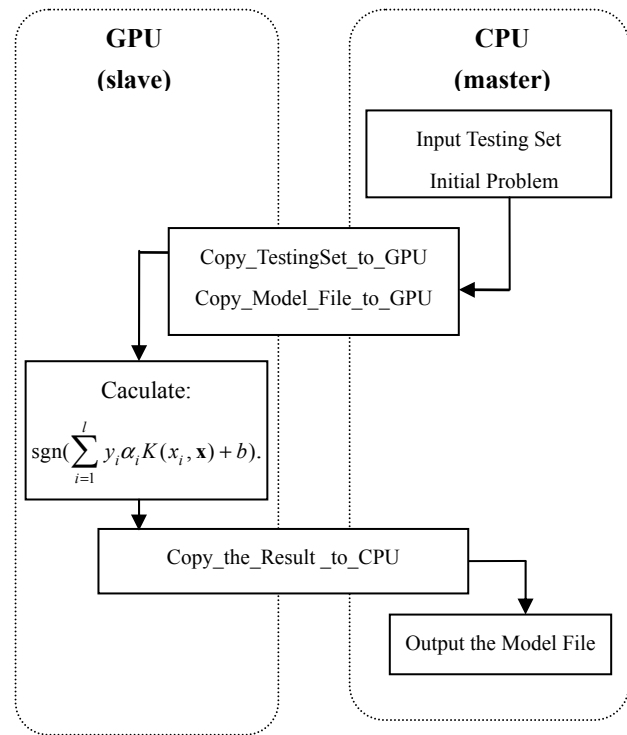 GPU
(slave)
CPU
(master)
Input Testing Set
Initial Problem
Copy_TestingSet_to_GPU
Copy_Model_File_to_GPU
Caculate:
sgn(∑_{i=1}^{l} y_i α_i K(x_i, x) + b).
Copy_the_Result _to_CPU
Output the Model File